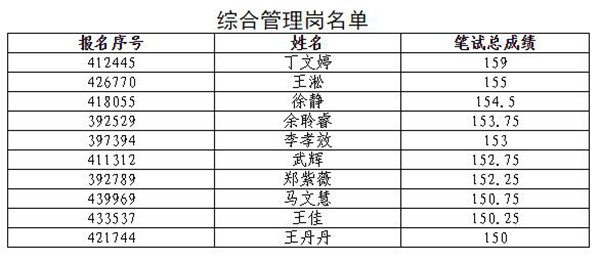 综合管理岗名单
报名序号 姓名 笔试总成绩
412445 丁文婷 159
426770 王淞 155
418055 徐静 154.5
392529 余聆睿 153.75
397394 李孝效 153
411312 武辉 152.75
392789 郑紫薇 152.25
439969 马文慧 150.75
433537 王佳 150.25
421744 王丹丹 150